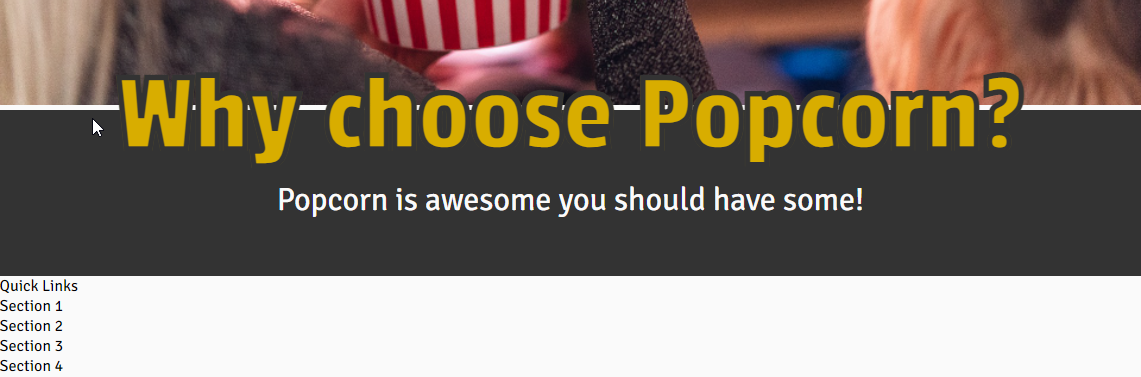 Why choose Popcorn?
Popcorn is awesome you should have some!
Quick Links
Section 1
Section 2
Section 3
Section 4